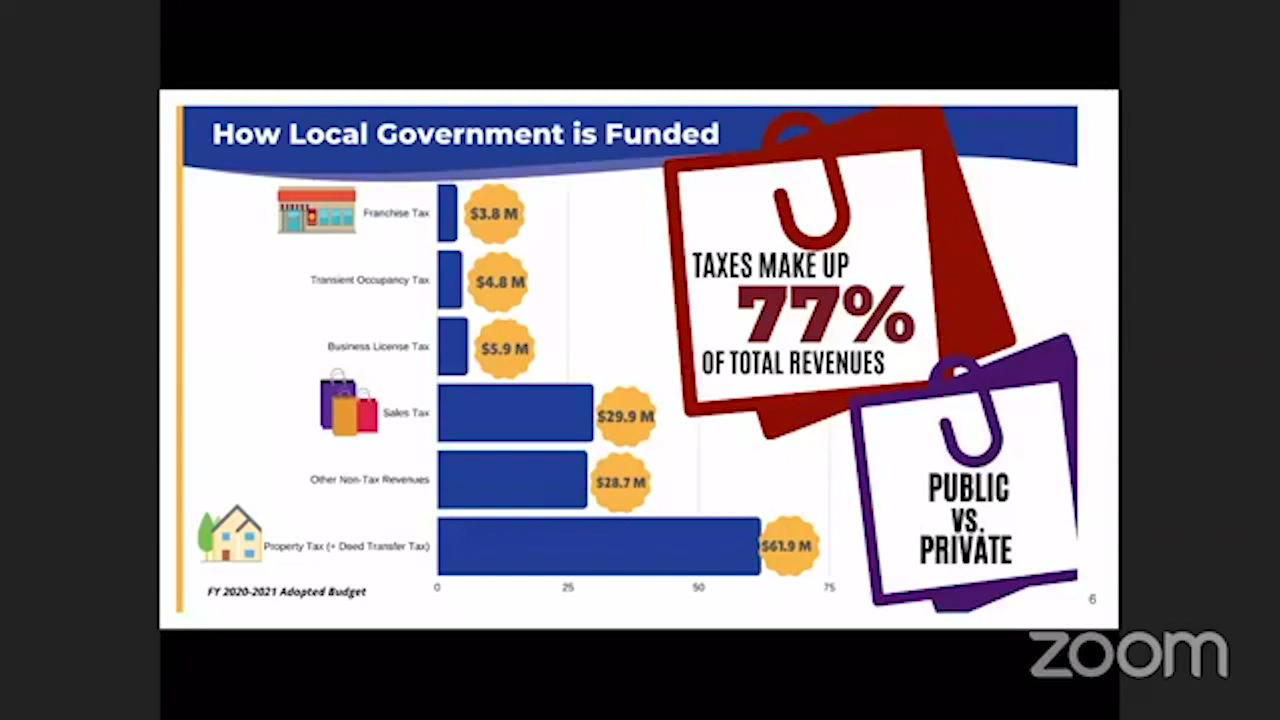 How Local Government is Funded
Franchise Tax
$3.8 M
Transient Occupancy Tax
$4.8 M
Business License Tax
$5.9 M
Sales Tax
$29.9 M
Other Non-Tax Revenues
$28.7 M
Property Tax (+ Deed Transfer Tax)
$61.9 M
0 25 50 75
FY 2020-2021 Adopted Budget
TAXES MAKE UP
77%
OF TOTAL REVENUES
PUBLIC
VS.
PRIVATE
6
zoom